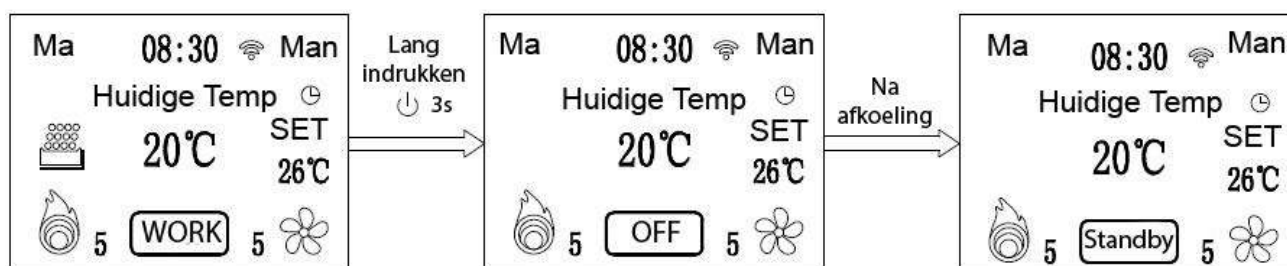 Ma 08:30 Man
Huidige Temp
SET
20℃
26℃
5 WORK 5
Lang
indrukken
3s
Ma 08:30 Man
Huidige Temp
SET
20℃
26℃
5 OFF 5
Na
afkoeling
Ma 08:30 Man
Huidige Temp
SET
20℃
26℃
5 Standby 5